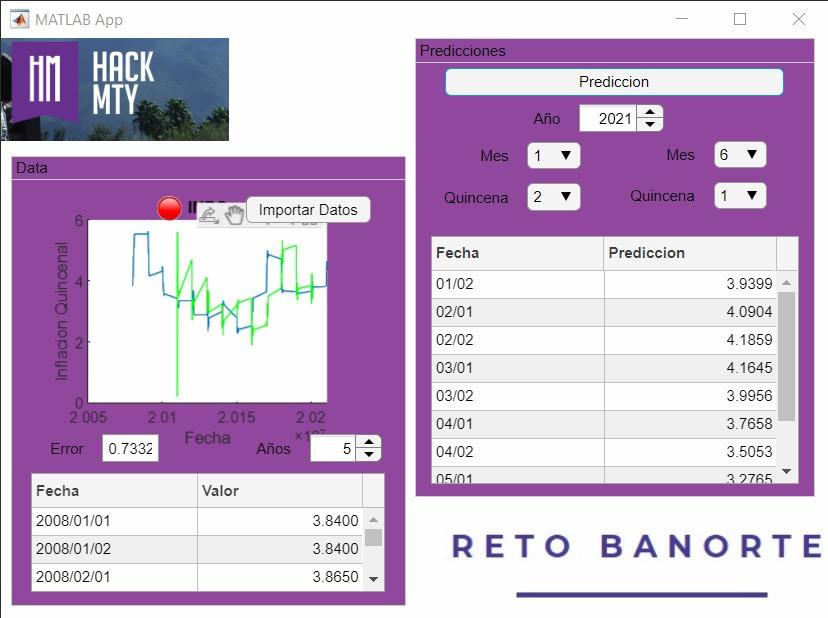 MATLAB App
HM
HACK
MTY
Data
Importar Datos
6
4
2
0
Inflacion Quincenal
2.005 2.01 2.015 2.02
Fecha
Error 0.7332 Años 5
Fecha Valor
2008/01/01 3.8400
2008/01/02 3.8400
2008/02/01 3.8650
Predicciones
Prediccion
Año 2021
Mes 1 Mes 6
Quincena 2 Quincena 1
Fecha Prediccion
01/02 3.9399
02/01 4.0904
02/02 4.1859
03/01 4.1645
03/02 3.9956
04/01 3.7658
04/02 3.5053
05/01 3.2765
RETO BANORTE